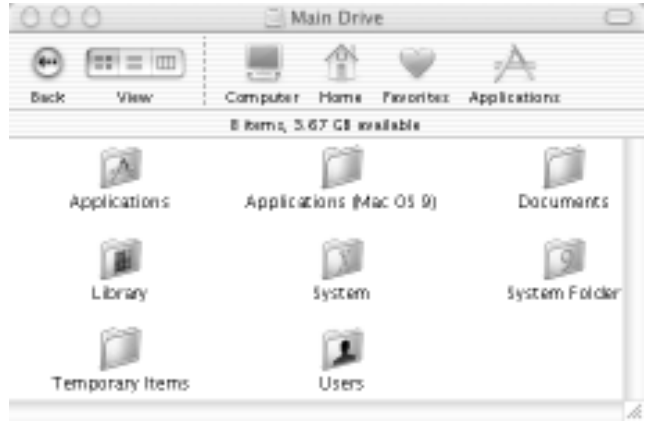 Main Drive
Back View Computer Home Favorites Applications
8 items, 3.67 GB available
Applications Applications (Mac OS 9) Documents
Library System System Folder
Temporary Items Users